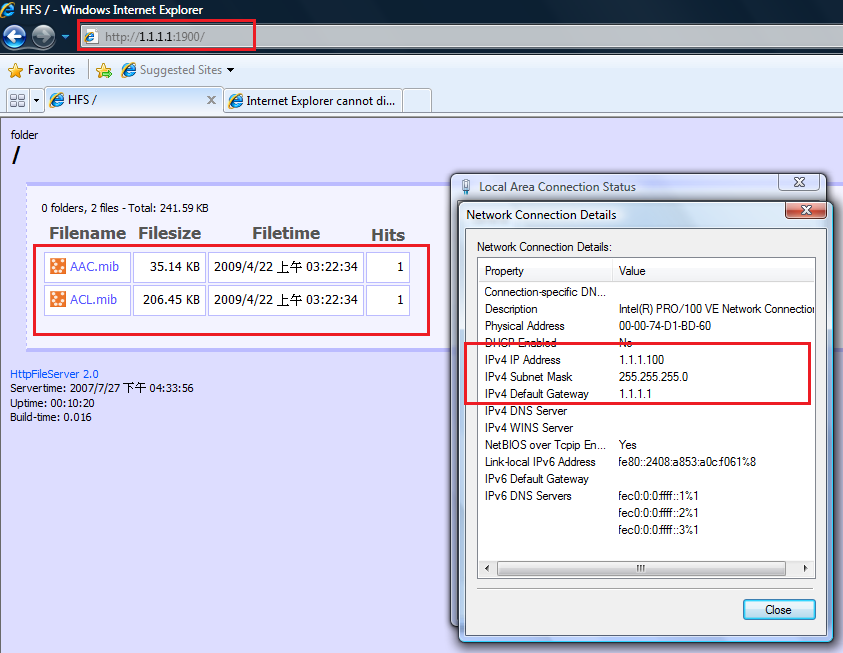 HFS / - Windows Internet Explorer
http://1.1.1.1:1900/
Favorites Suggested Sites
HFS / Internet Explorer cannot di...
folder
/
0 folders, 2 files - Total: 241.59 KB
Filename Filesize Filetime Hits
AAC.mib 35.14 KB 2009/4/22 上午 03:22:34 1
ACL.mib 206.45 KB 2009/4/22 上午 03:22:34 1
HttpFileServer 2.0
Servertime: 2007/7/27 下午 04:33:56
Uptime: 00:10:20
Build-time: 0.016
Local Area Connection Status
Network Connection Details
Network Connection Details:
Property Value
Connection-specific DN...
Description Intel(R) PRO/100 VE Network Connection
Physical Address 00-00-74-D1-BD-60
DHCP Enabled No
IPv4 IP Address 1.1.1.100
IPv4 Subnet Mask 255.255.255.0
IPv4 Default Gateway 1.1.1.1
IPv4 DNS Server
IPv4 WINS Server
NetBIOS over Tcpip En... Yes
Link-local IPv6 Address fe80::2408:a853:a0c:f061%8
IPv6 Default Gateway
IPv6 DNS Servers fec0:0:0:ffff::1%1
fec0:0:0:ffff::2%1
fec0:0:0:ffff::3%1
Close